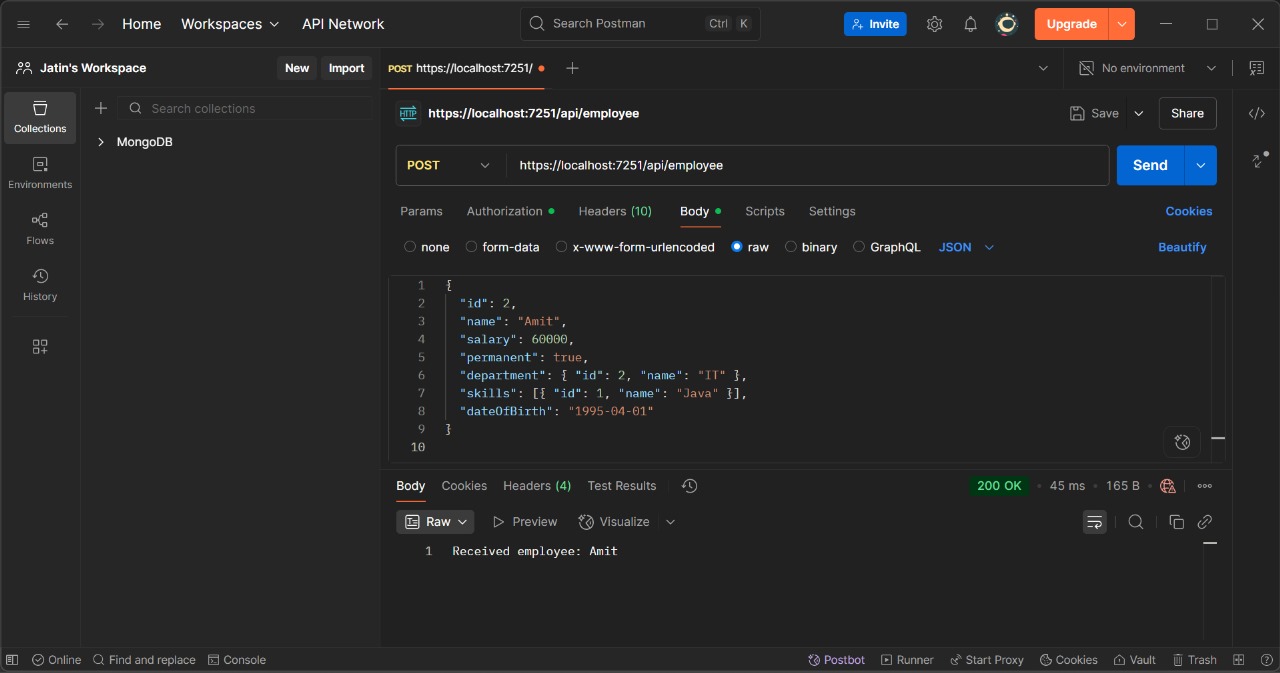 Home Workspaces API Network Search Postman Ctrl K Invite Upgrade
Jatin's Workspace New Import POST https://localhost:7251/ No environment
Collections
Search collections
MongoDB
Environments
Flows
History
HTTP https://localhost:7251/api/employee Save Share
POST https://localhost:7251/api/employee Send
Params Authorization Headers (10) Body Scripts Settings Cookies
none form-data x-www-form-urlencoded raw binary GraphQL JSON Beautify
1 {
2 "id": 2,
3 "name": "Amit",
4 "salary": 60000,
5 "permanent": true,
6 "department": { "id": 2, "name": "IT" },
7 "skills": [{ "id": 1, "name": "Java" }],
8 "dateOfBirth": "1995-04-01"
9 }
10
Body Cookies Headers (4) Test Results 200 OK • 45 ms • 165 B •
Raw Preview Visualize
1 Received employee: Amit
Online Find and replace Console Postbot Runner Start Proxy Cookies Vault Trash